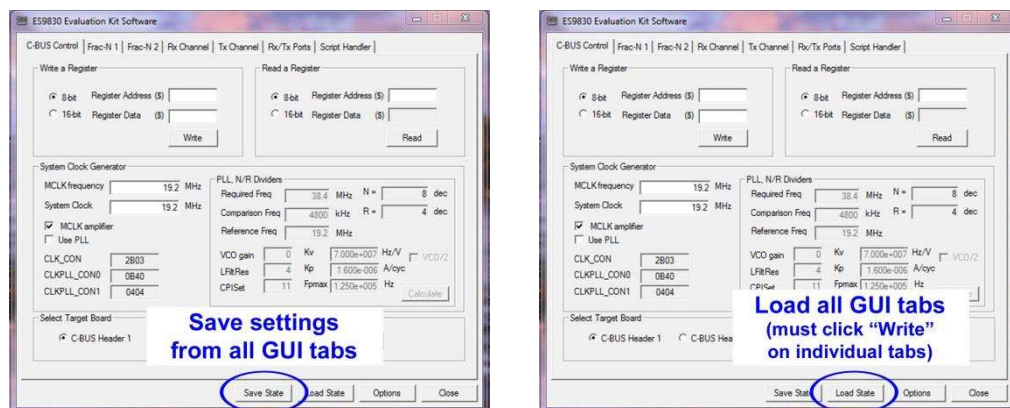 ES9830 Evaluation Kit Software
C-BUS Control Frac-N 1 Frac-N 2 Rx Channel Tx Channel Rx/Tx Ports Script Handler
Write a Register Read a Register
8-bit Register Address ($) 8-bit Register Address ($)
16-bit Register Data ($) 16-bit Register Data ($)
Write Read
System Clock Generator
MCLK frequency 19.2 MHz
System Clock 19.2 MHz
MCLK amplifier
Use PLL
CLK_CON 2B03
CLKPLL_CON0 0B40
CLKPLL_CON1 0404
PLL, N/R Dividers
Required Freq 38.4 MHz N = 8 dec
Comparison Freq 4800 kHz R = 4 dec
Reference Freq 19.2 MHz
VCO gain 0 Kv 7.000e+007 Hz/V VCO/2
LFiltRes 4 Kp 1.600e-006 A/cyc
CPISet 11 Fpmax 1.250e+005 Hz
Calculate
Select Target Board
C-BUS Header 1
Save settings
from all GUI tabs
Save State Load State Options Close
ES9830 Evaluation Kit Software
C-BUS Control Frac-N 1 Frac-N 2 Rx Channel Tx Channel Rx/Tx Ports Script Handler
Write a Register Read a Register
8-bit Register Address ($) 8-bit Register Address ($)
16-bit Register Data ($) 16-bit Register Data ($)
Write Read
System Clock Generator
MCLK frequency 19.2 MHz
System Clock 19.2 MHz
MCLK amplifier
Use PLL
CLK_CON 2B03
CLKPLL_CON0 0B40
CLKPLL_CON1 0404
PLL, N/R Dividers
Required Freq 38.4 MHz N = 8 dec
Comparison Freq 4800 kHz R = 4 dec
Reference Freq 19.2 MHz
VCO gain 0 Kv 7.000e+007 Hz/V VCO/2
LFiltRes 4 Kp 1.600e-006 A/cyc
CPISet 11 Fpmax 1.250e+005 Hz
Select Target Board
C-BUS Header 1 C-BUS Hea
Load all GUI tabs
(must click “Write”
on individual tabs)
Save State Load State Options Close